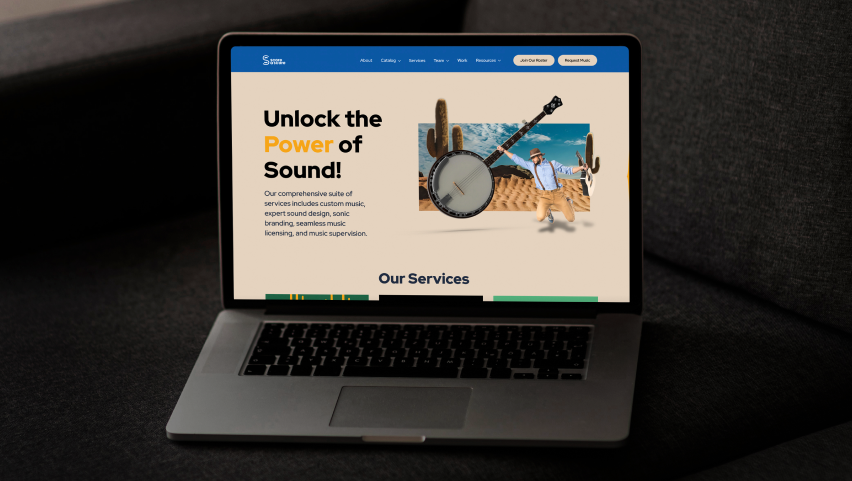 About Catalog Services Team Work Resources Join Our Roster Request Music
Unlock the
Power of
Sound!
Our comprehensive suite of
services includes custom music,
expert sound design, sonic
branding, seamless music
licensing, and music supervision.
Our Services